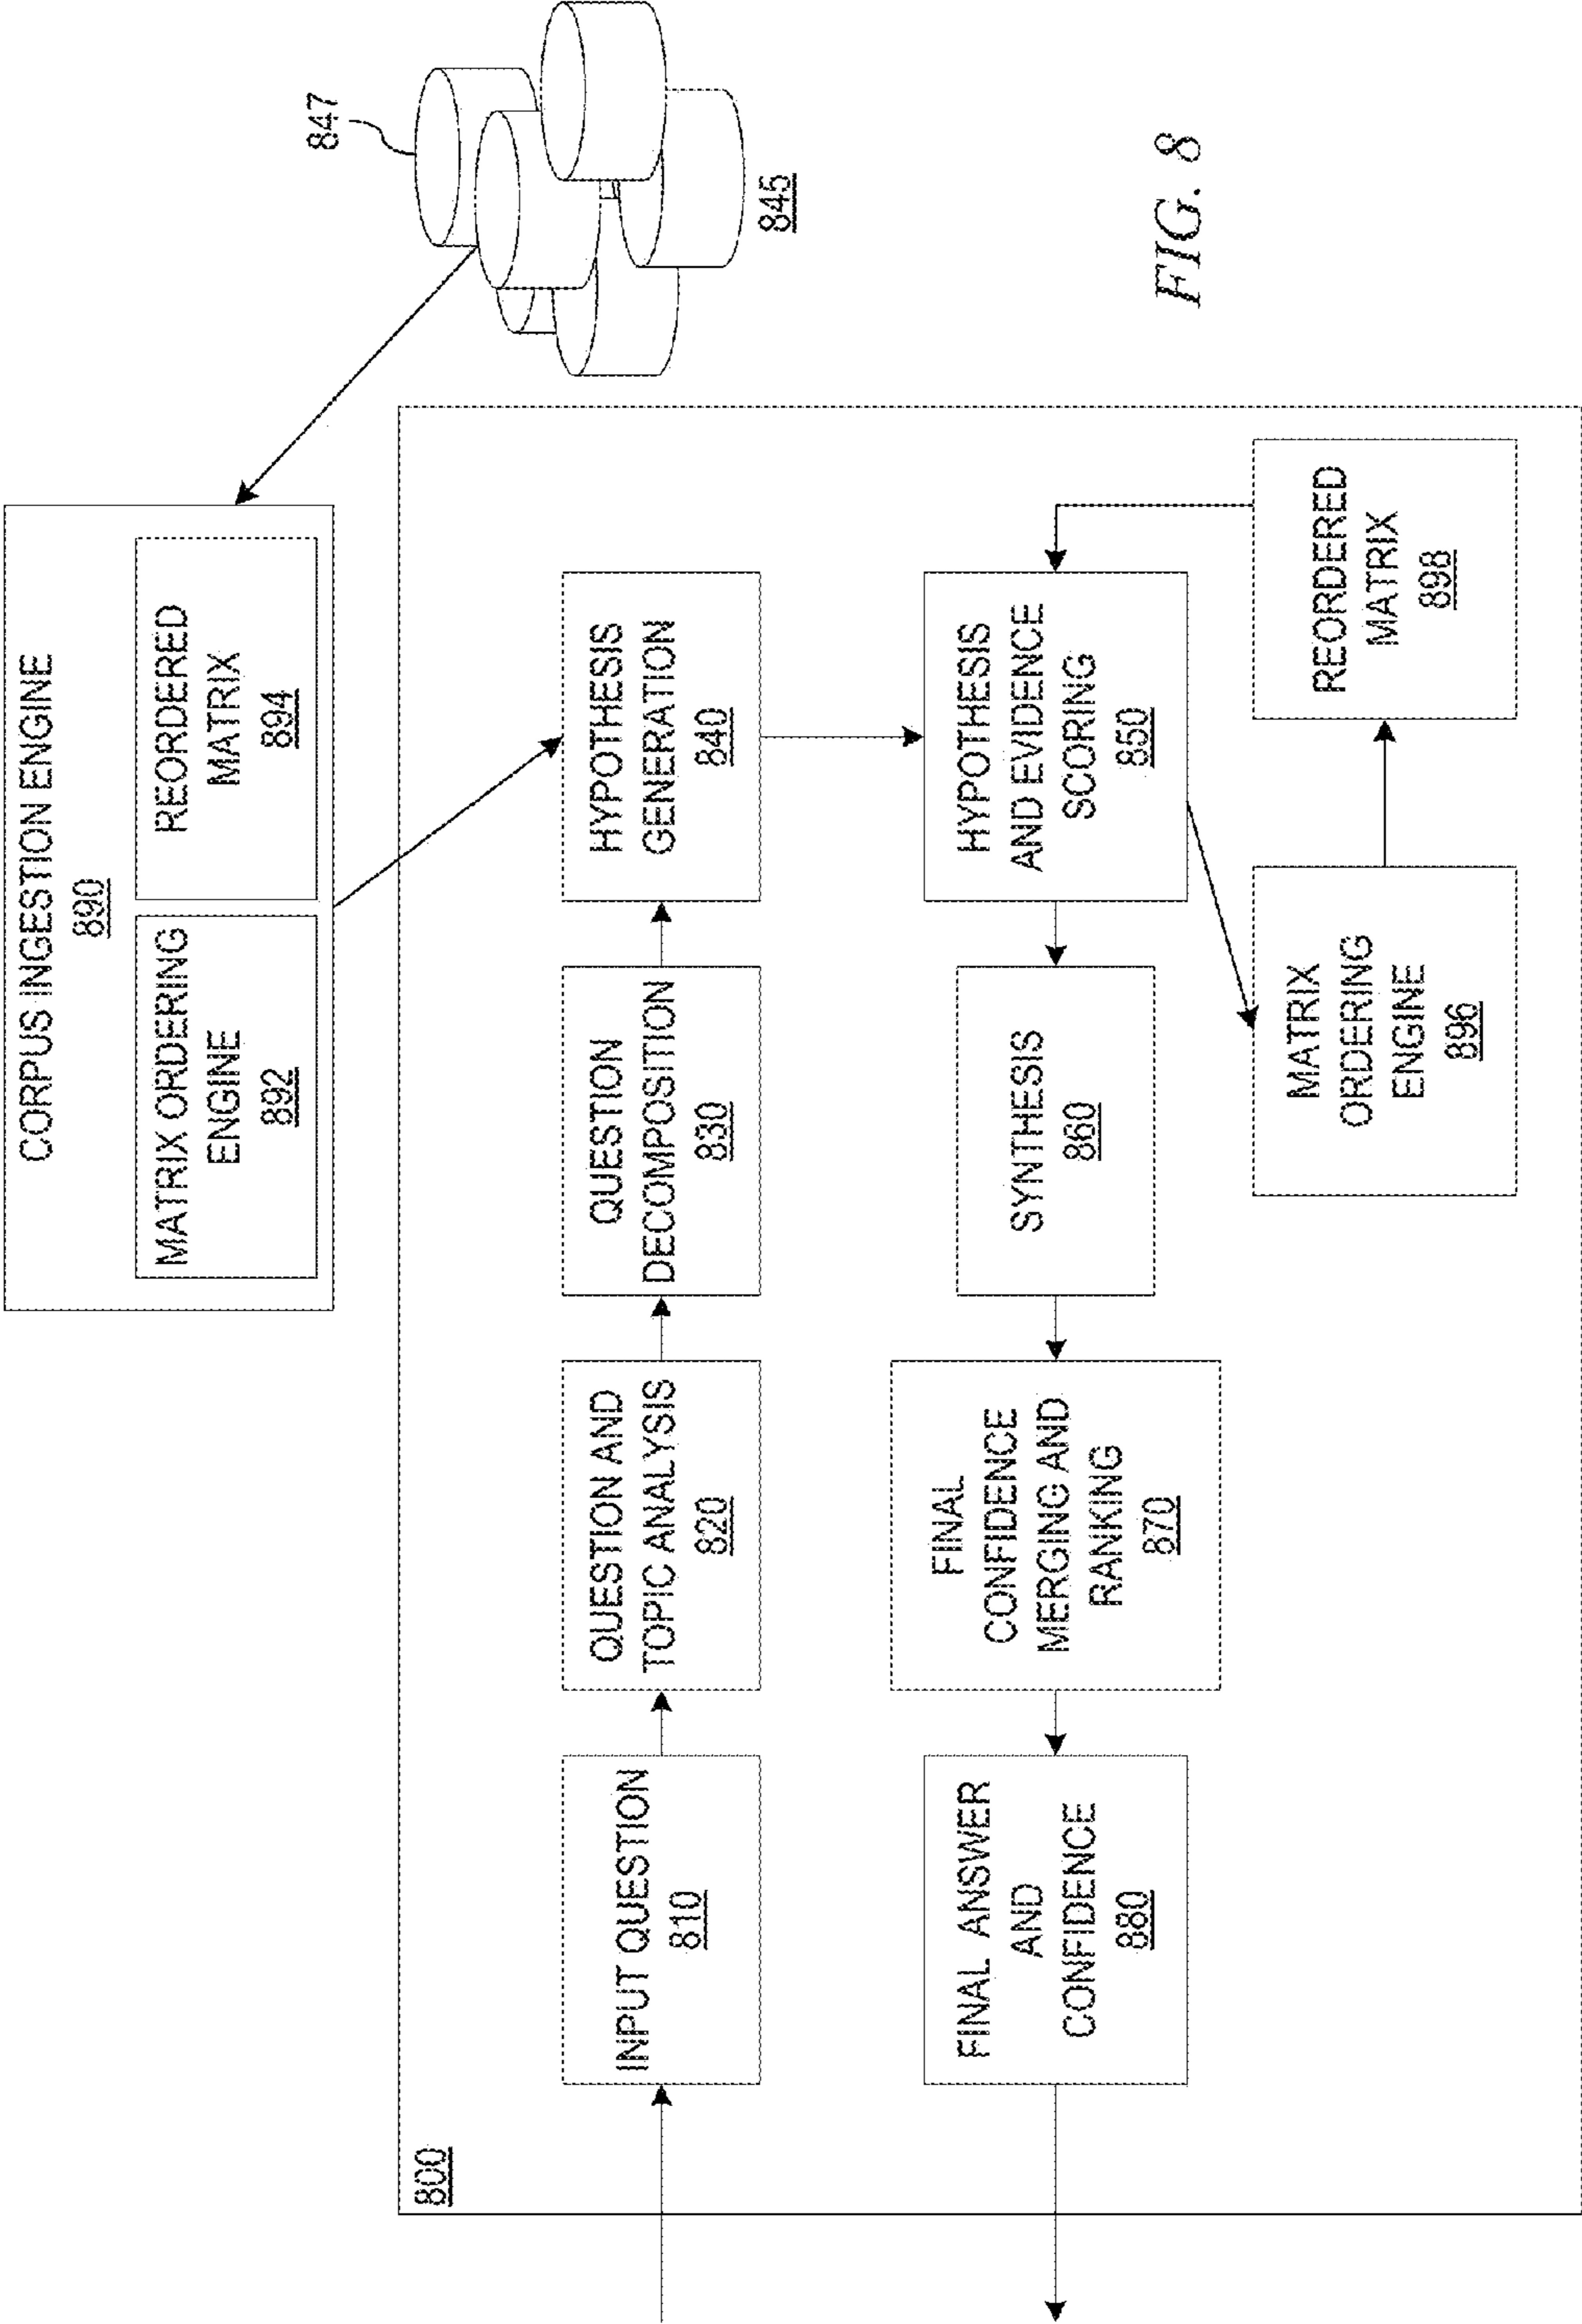 CORPUS INGESTION ENGINE
890
MATRIX ORDERING
ENGINE
892
REORDERED
MATRIX
894
847
845
800
INPUT QUESTION
810
QUESTION AND
TOPIC ANALYSIS
820
QUESTION
DECOMPOSITION
830
HYPOTHESIS
GENERATION
840
FINAL ANSWER
AND
CONFIDENCE
880
FINAL
CONFIDENCE
MERGING AND
RANKING
870
SYNTHESIS
860
HYPOTHESIS
AND EVIDENCE
SCORING
850
MATRIX
ORDERING
ENGINE
896
REORDERED
MATRIX
898
FIG. 8